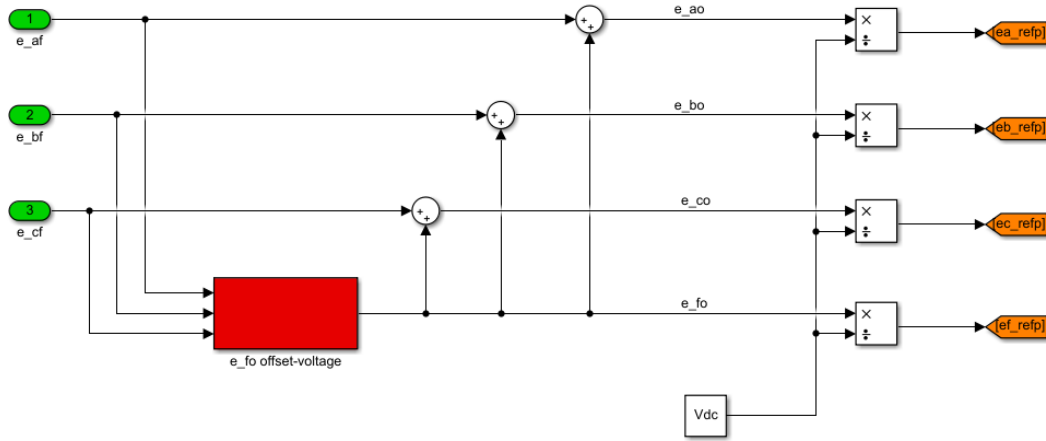 1
e_af
e_ao
[ea_refp]
2
e_bf
e_bo
[eb_refp]
3
e_cf
e_co
[ec_refp]
e_fo offset-voltage
e_fo
[ef_refp]
Vdc